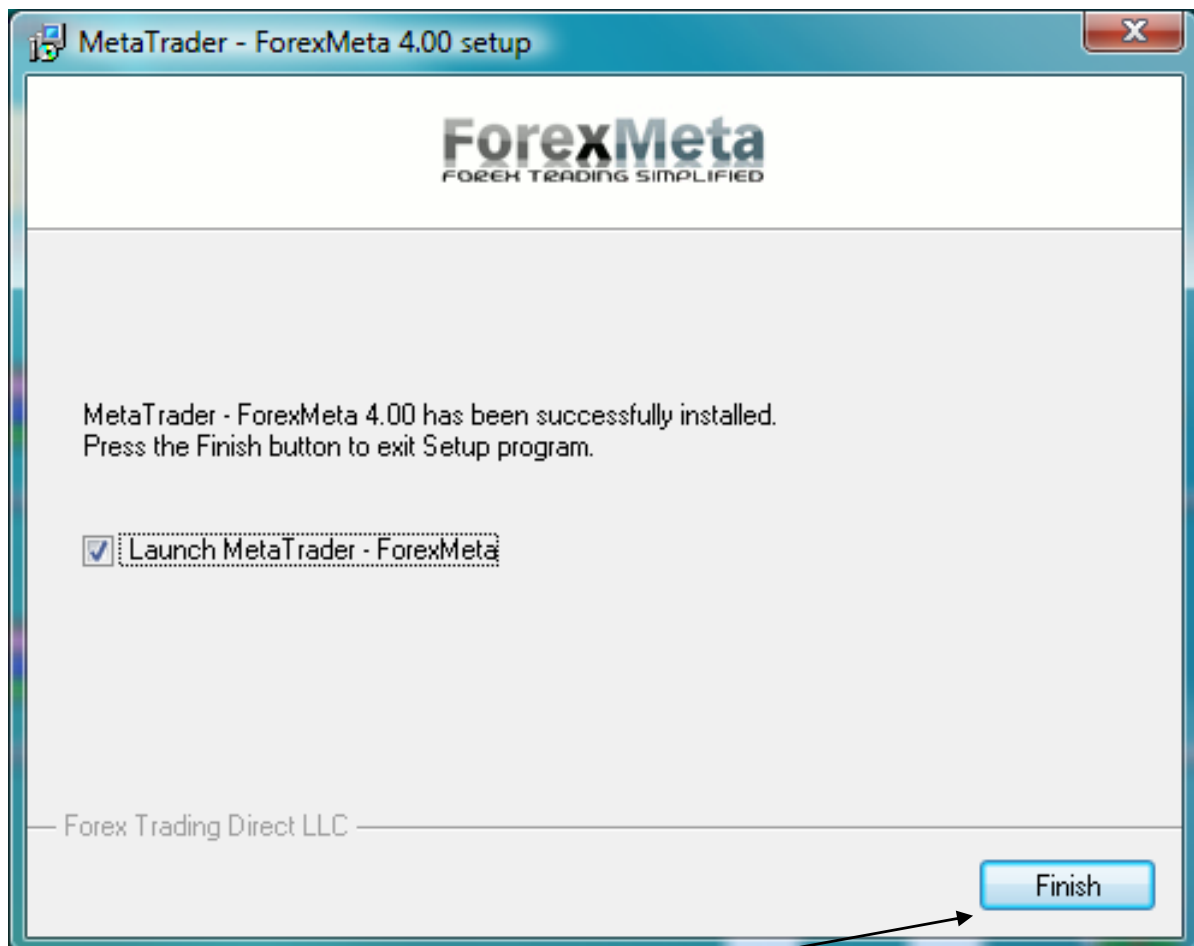 MetaTrader - ForexMeta 4.00 setup
ForexMeta
FOREX TRADING SIMPLIFIED
MetaTrader - ForexMeta 4.00 has been successfully installed.
Press the Finish button to exit Setup program.
Launch MetaTrader - ForexMeta
Forex Trading Direct LLC
Finish